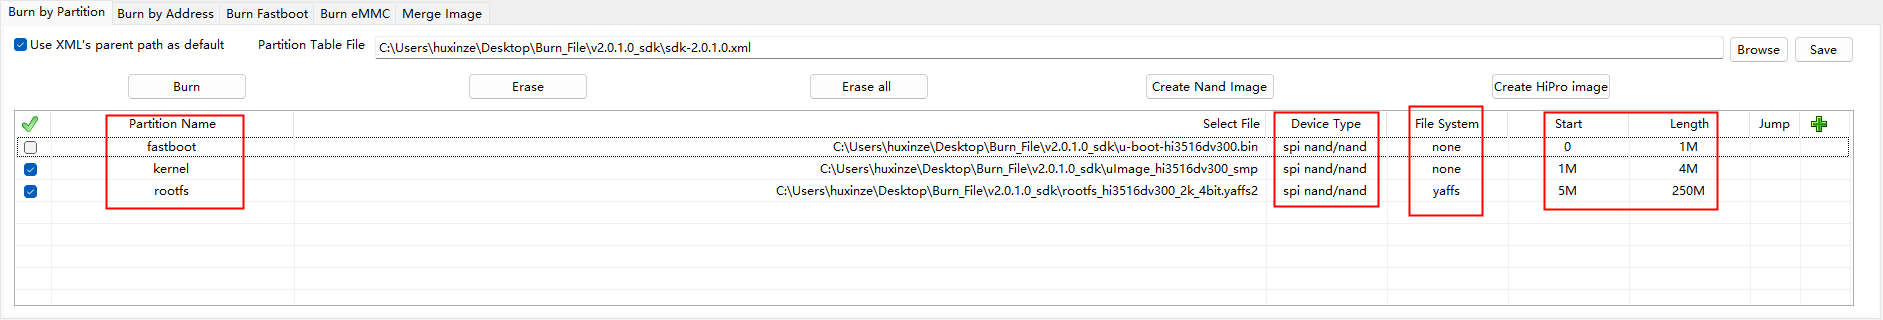 Burn by Partition Burn by Address Burn Fastboot Burn eMMC Merge Image
Use XML's parent path as default Partition Table File C:\Users\huxinze\Desktop\Burn_File\v2.0.1.0_sdk\sdk-2.0.1.0.xml Browse Save
Burn Erase Erase all Create Nand Image Create HiPro image
Partition Name Select File Device Type File System Start Length Jump
fastboot C:\Users\huxinze\Desktop\Burn_File\v2.0.1.0_sdk\u-boot-hi3516dv300.bin spi nand/nand none 0 1M
kernel C:\Users\huxinze\Desktop\Burn_File\v2.0.1.0_sdk\uImage_hi3516dv300_smp spi nand/nand none 1M 4M
rootfs C:\Users\huxinze\Desktop\Burn_File\v2.0.1.0_sdk\rootfs_hi3516dv300_2k_4bit.yaffs2 spi nand/nand yaffs 5M 250M